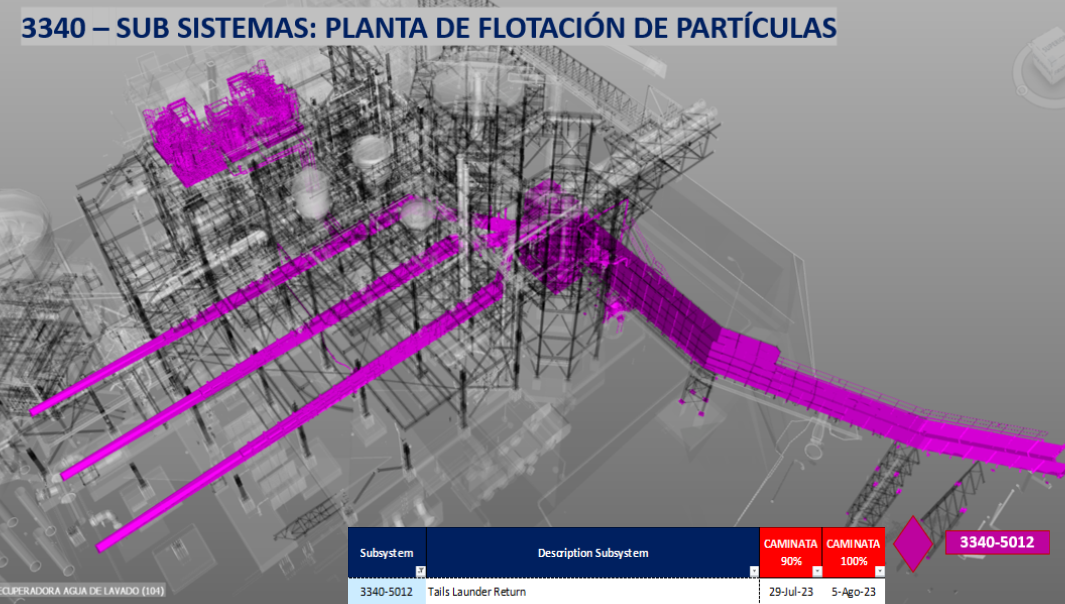 3340 – SUB SISTEMAS: PLANTA DE FLOTACIÓN DE PARTÍCULAS
Subsystem
Description Subsystem
CAMINATA 90%
CAMINATA 100%
3340-5012
3340-5012
Tails Launder Return
29-Jul-23
5-Ago-23
ECUPERADORA AGUA DE LAVADO (104)